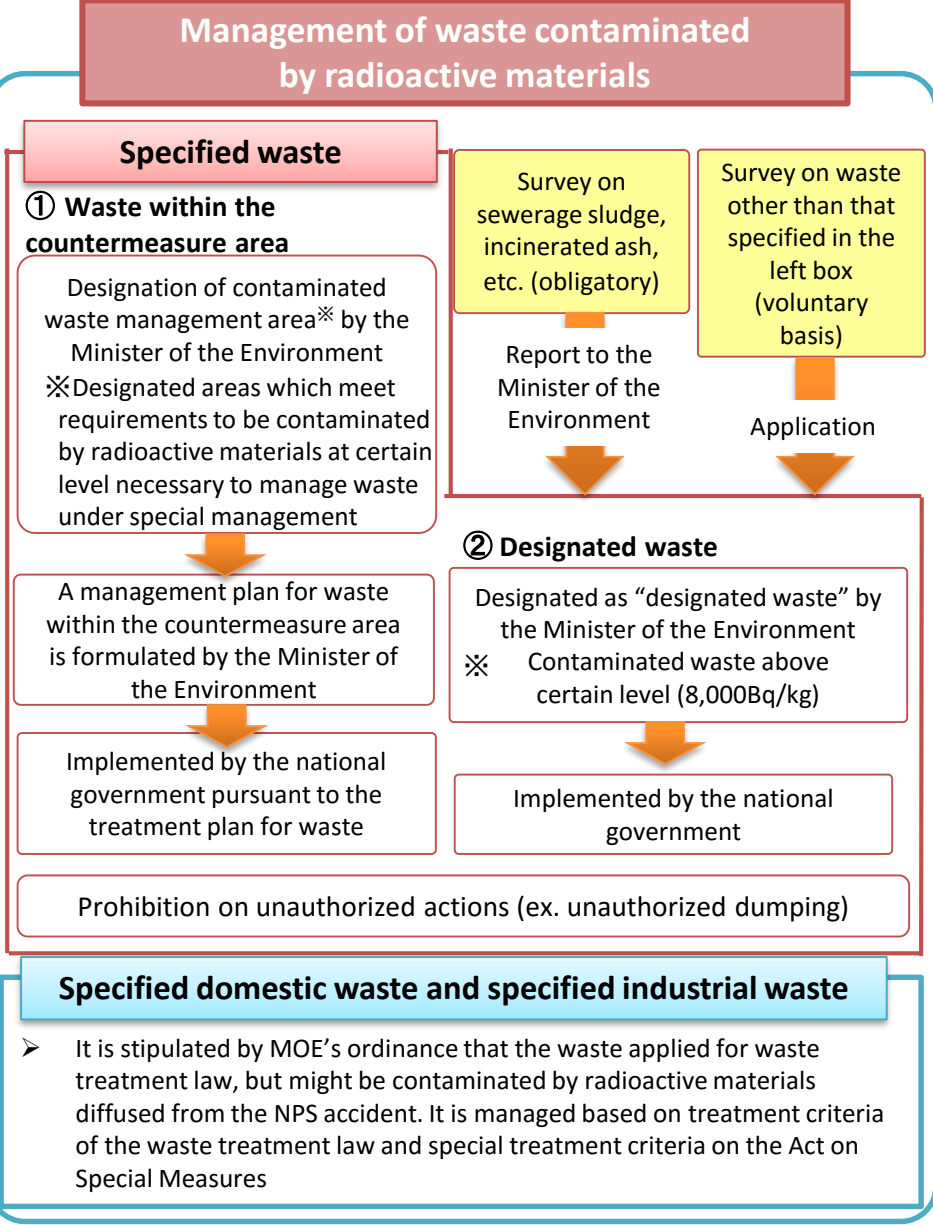 Management of waste contaminated
by radioactive materials
Specified waste
① Waste within the
countermeasure area
Designation of contaminated
waste management area※ by the
Minister of the Environment
※Designated areas which meet
requirements to be contaminated
by radioactive materials at certain
level necessary to manage waste
under special management
A management plan for waste
within the countermeasure area
is formulated by the Minister of
the Environment
Implemented by the national
government pursuant to the
treatment plan for waste
Survey on
sewerage sludge,
incinerated ash,
etc. (obligatory)
Report to the
Minister of the
Environment
Survey on waste
other than that
specified in the
left box
(voluntary
basis)
Application
② Designated waste
Designated as “designated waste” by
the Minister of the Environment
※ Contaminated waste above
certain level (8,000Bq/kg)
Implemented by the national
government
Prohibition on unauthorized actions (ex. unauthorized dumping)
Specified domestic waste and specified industrial waste
➢ It is stipulated by MOE’s ordinance that the waste applied for waste
treatment law, but might be contaminated by radioactive materials
diffused from the NPS accident. It is managed based on treatment criteria
of the waste treatment law and special treatment criteria on the Act on
Special Measures